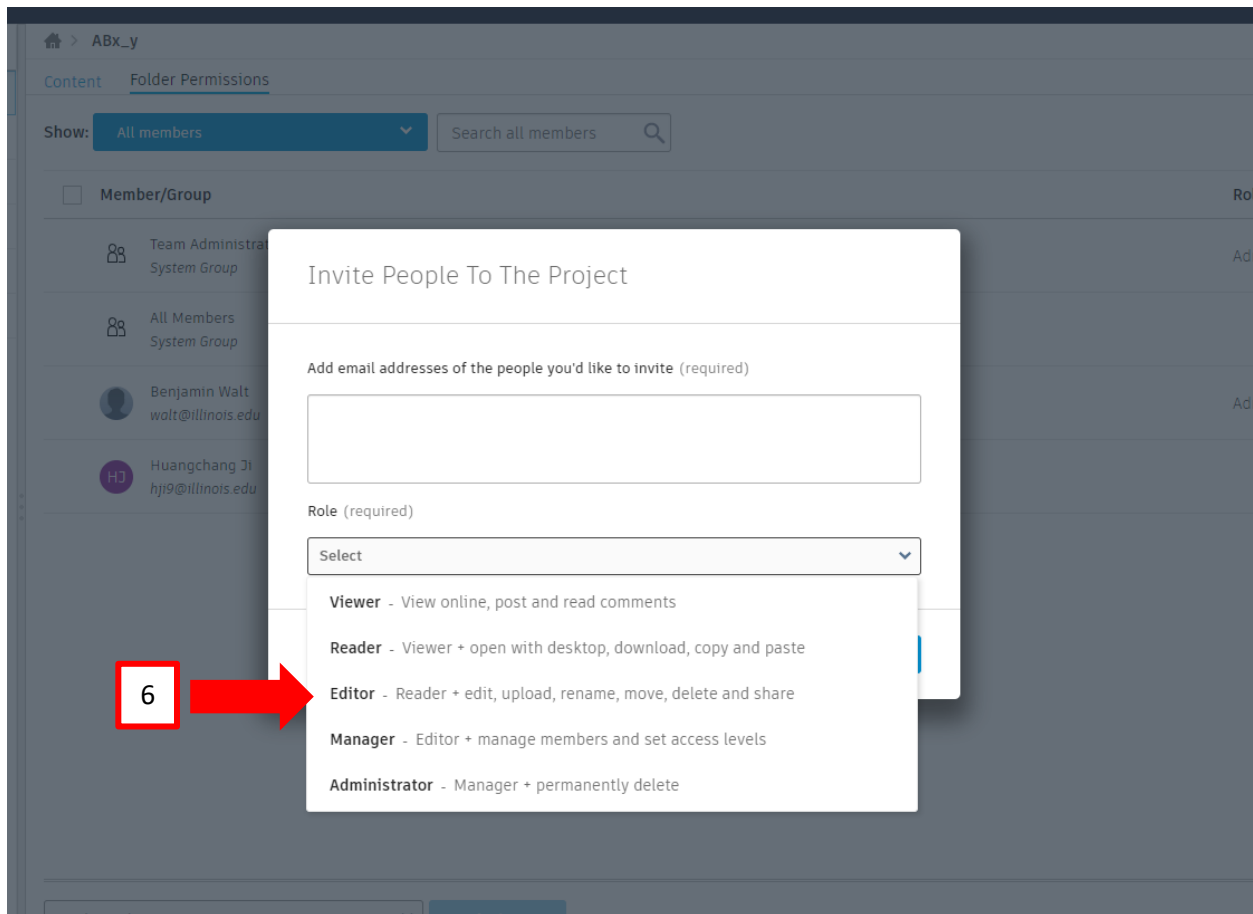 ABx_y
Content Folder Permissions
Show: All members Search all members
Member/Group Ro
Team Administrat Ad
System Group
All Members
System Group
Benjamin Walt Ad
walt@illinois.edu
HJ Huangchang Ji
hji9@illinois.edu
Invite People To The Project
Add email addresses of the people you'd like to invite (required)
Role (required)
Select
Viewer - View online, post and read comments
Reader - Viewer + open with desktop, download, copy and paste
6 Editor - Reader + edit, upload, rename, move, delete and share
Manager - Editor + manage members and set access levels
Administrator - Manager + permanently delete